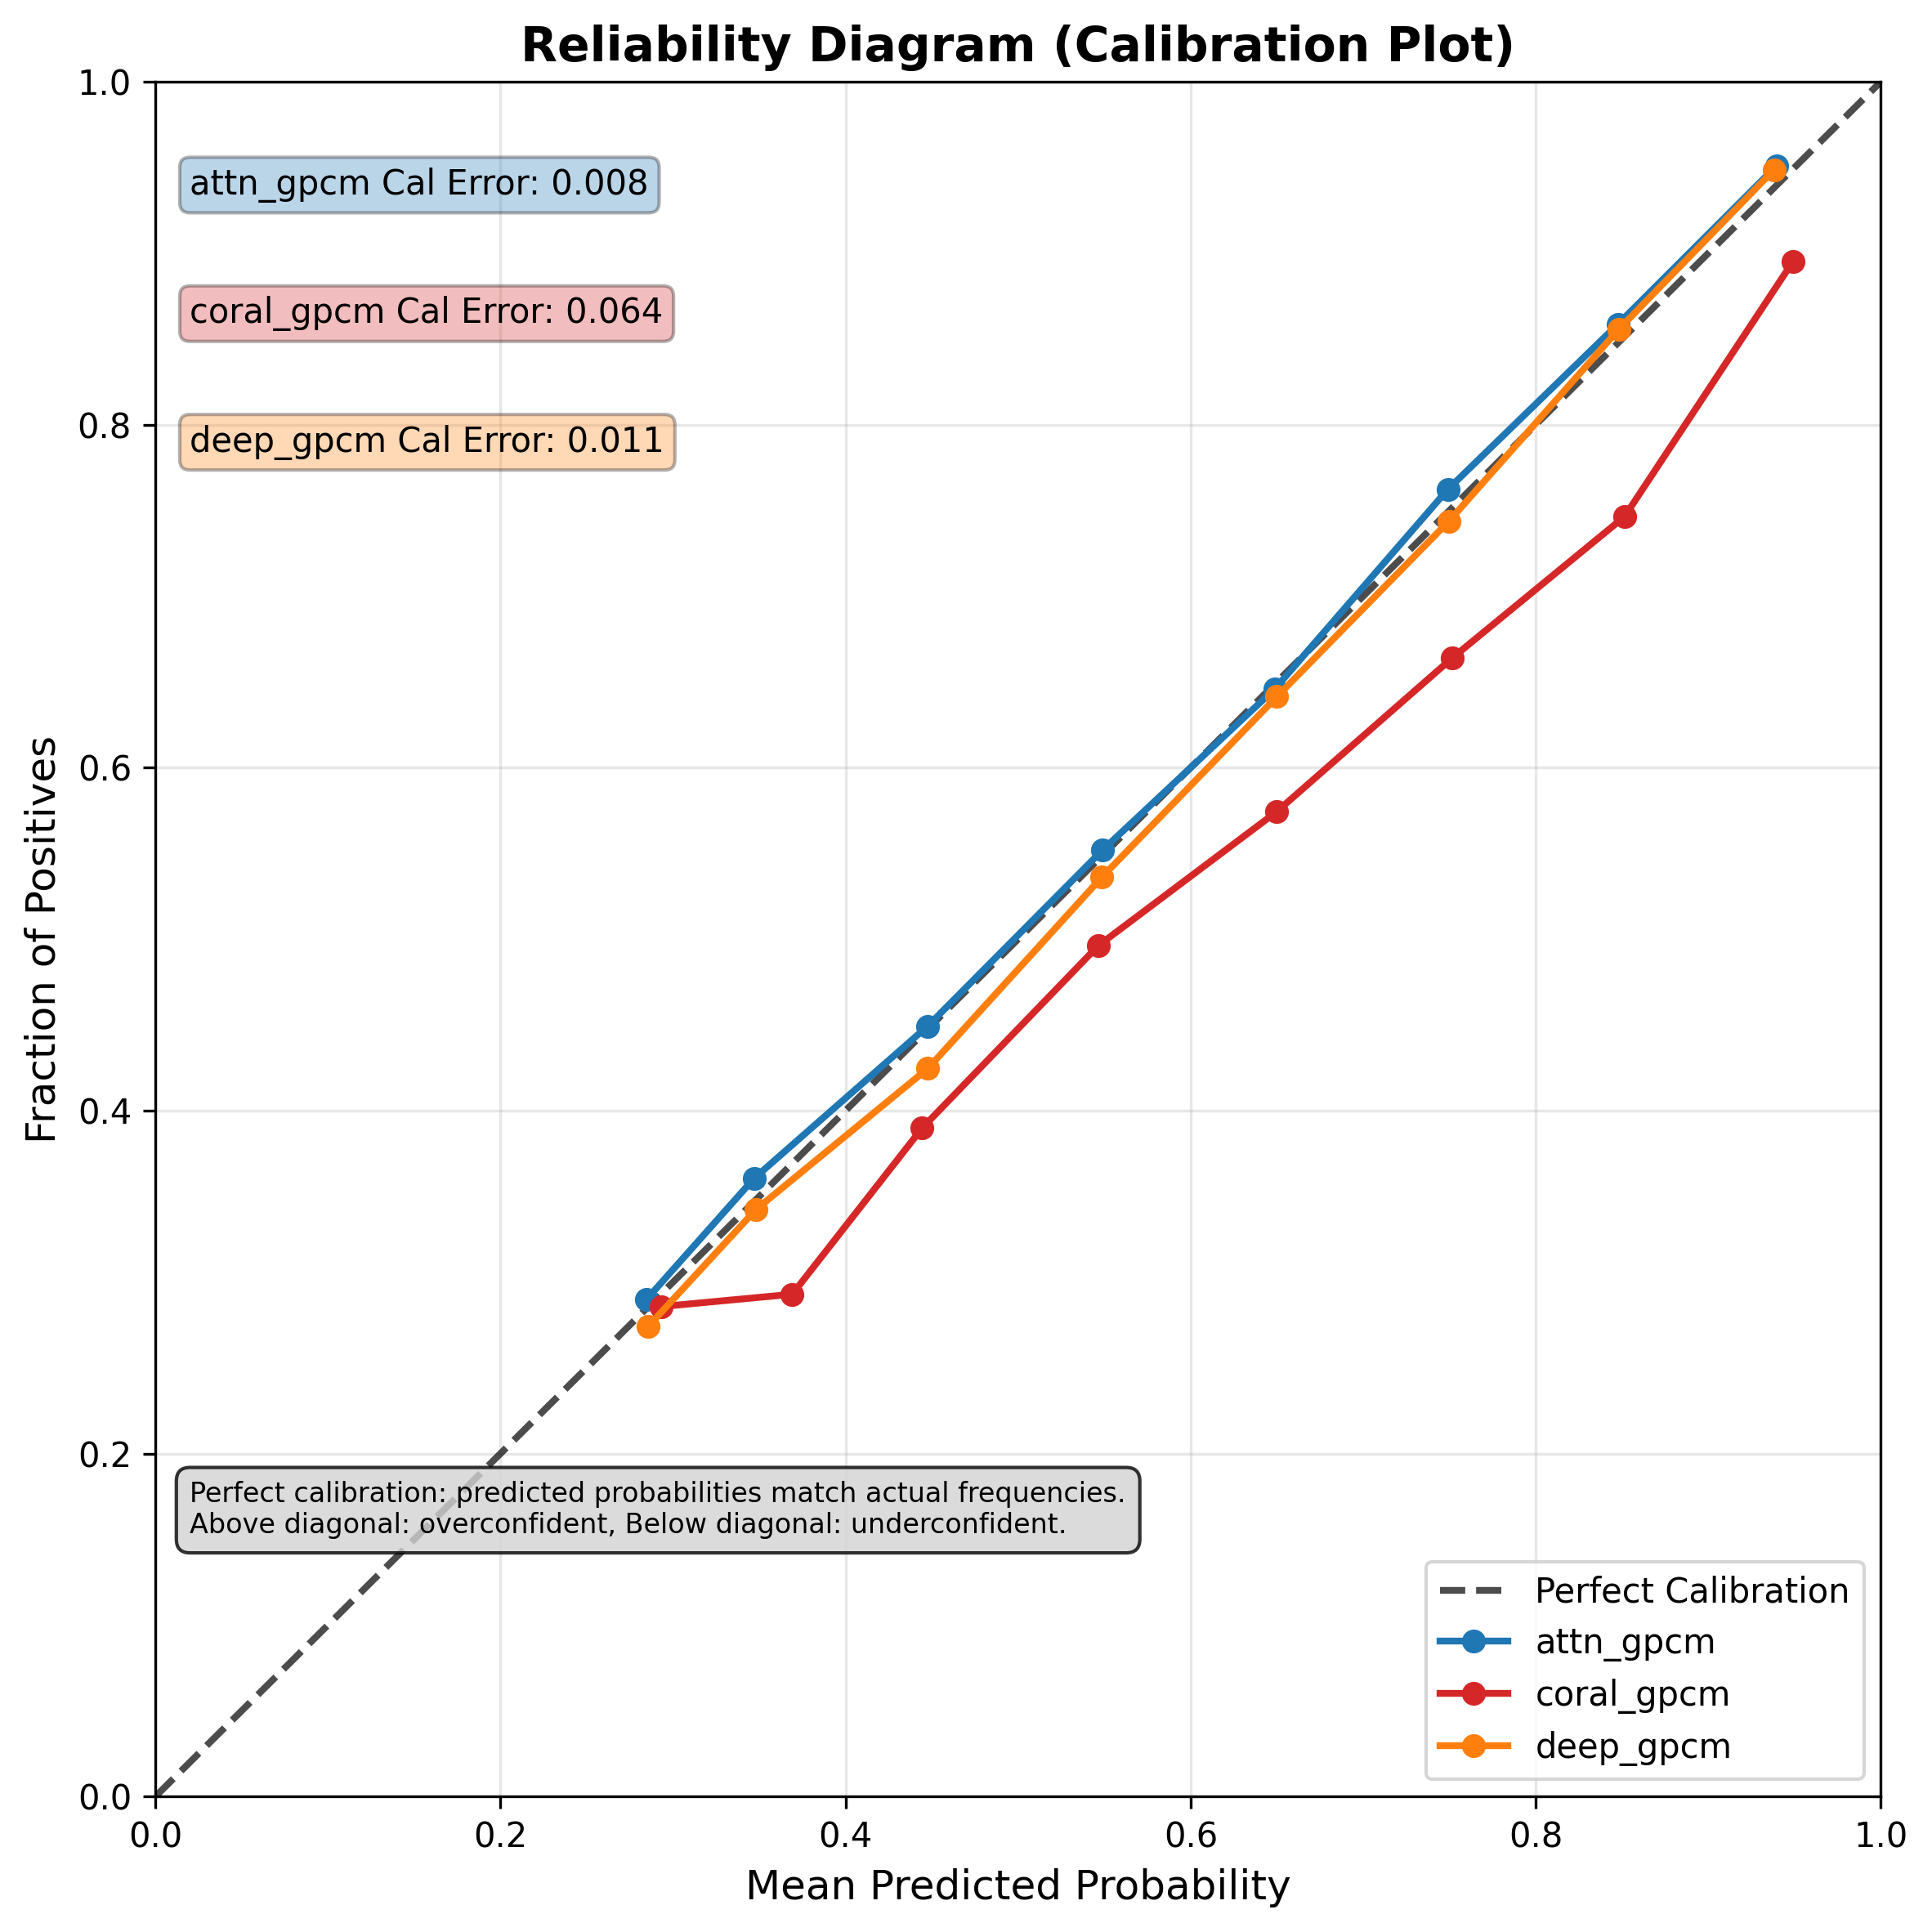 Reliability Diagram (Calibration Plot)
1.0
0.8
0.6
0.4
0.2
0.0
Fraction of Positives
attn_gpcm Cal Error: 0.008
coral_gpcm Cal Error: 0.064
deep_gpcm Cal Error: 0.011
Perfect calibration: predicted probabilities match actual frequencies.
Above diagonal: overconfident, Below diagonal: underconfident.
Perfect Calibration
attn_gpcm
coral_gpcm
deep_gpcm
0.0 0.2 0.4 0.6 0.8 1.0
Mean Predicted Probability